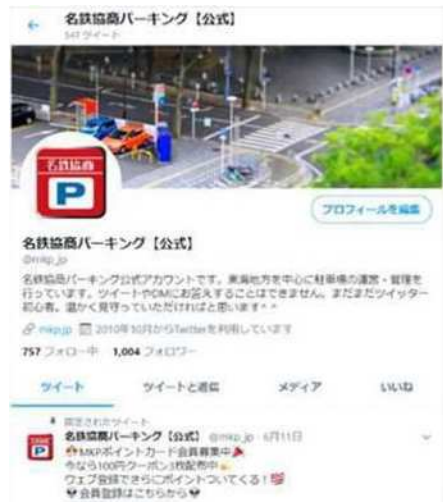 名鉄協商パーキング【公式】
547 ツイート
名鉄協商
P
プロフィールを編集
名鉄協商パーキング【公式】
@mkp_jp
名鉄協商パーキング公式アカウントです。東海地方を中心に駐車場の運営・管理を
行っています。ツイートやDMにお答えすることはできません。まだまだツイッター
初心者。温かく見守っていただければと思います^ ^
mkp.jp 2010年10月からTwitterを利用しています
757 フォロー中 1,004 フォロワー
ツイート ツイートと返信 メディア いいね
固定されたツイート
名鉄協商パーキング【公式】 @mkp_jp · 6月11日
P
MKPポイントカード会員募集中
今なら100円クーポン3枚配布中
ウェブ登録でさらにポイントついてくる！💯
会員登録はこちらから